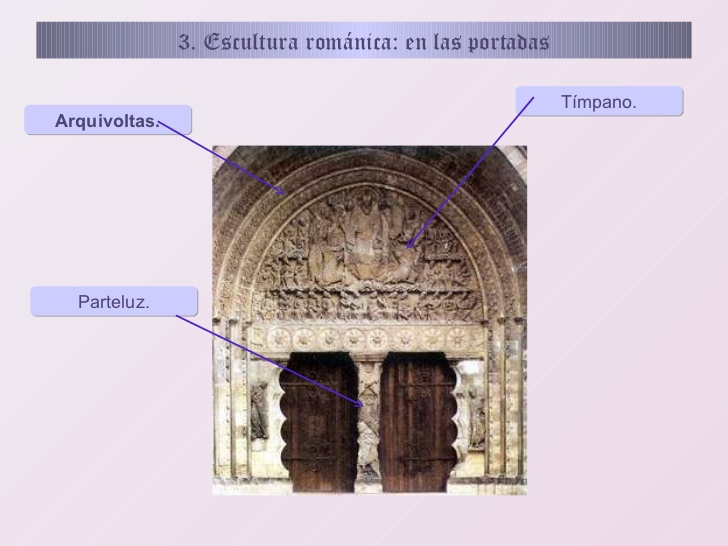 3. Escultura románica: en las portadas
Tímpano.
Arquivoltas.
Parteluz.